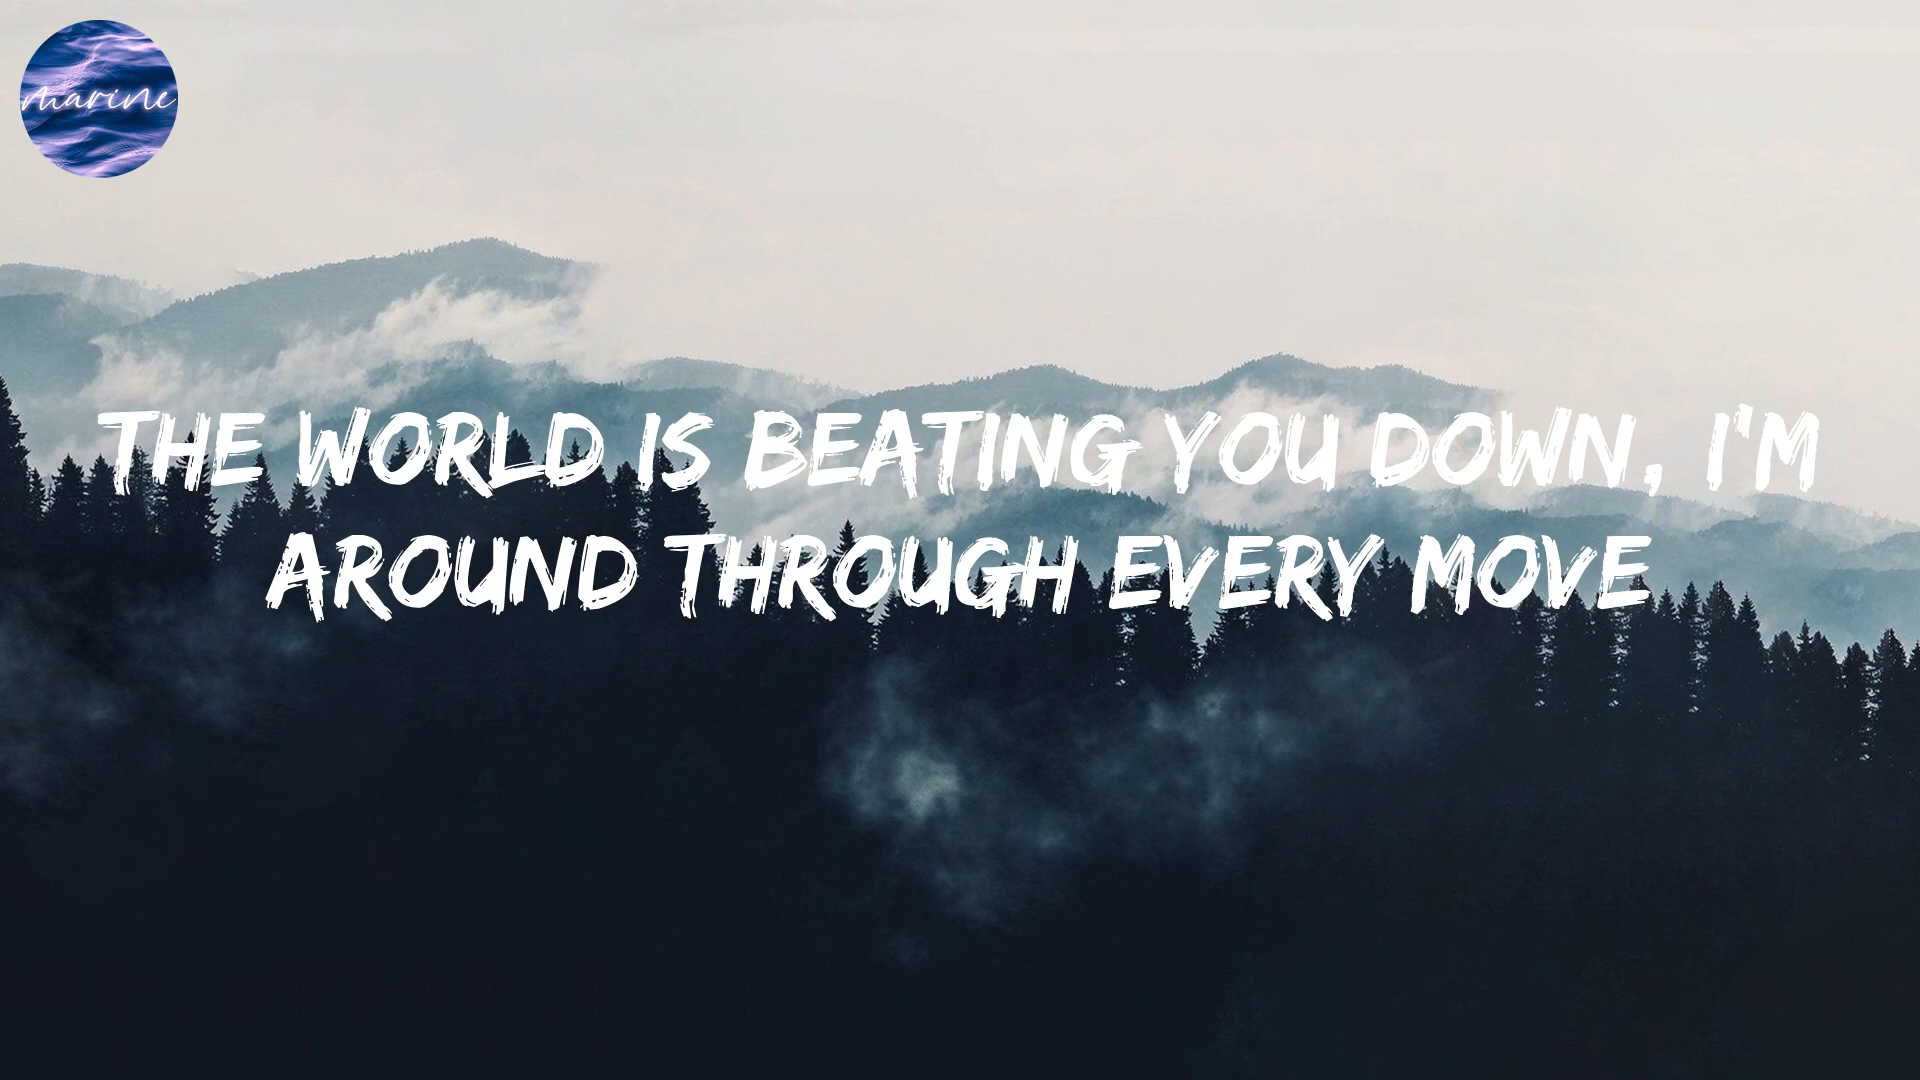 marine
THE WORLD IS BEATING YOU DOWN, I'M
AROUND THROUGH EVERY MOVE